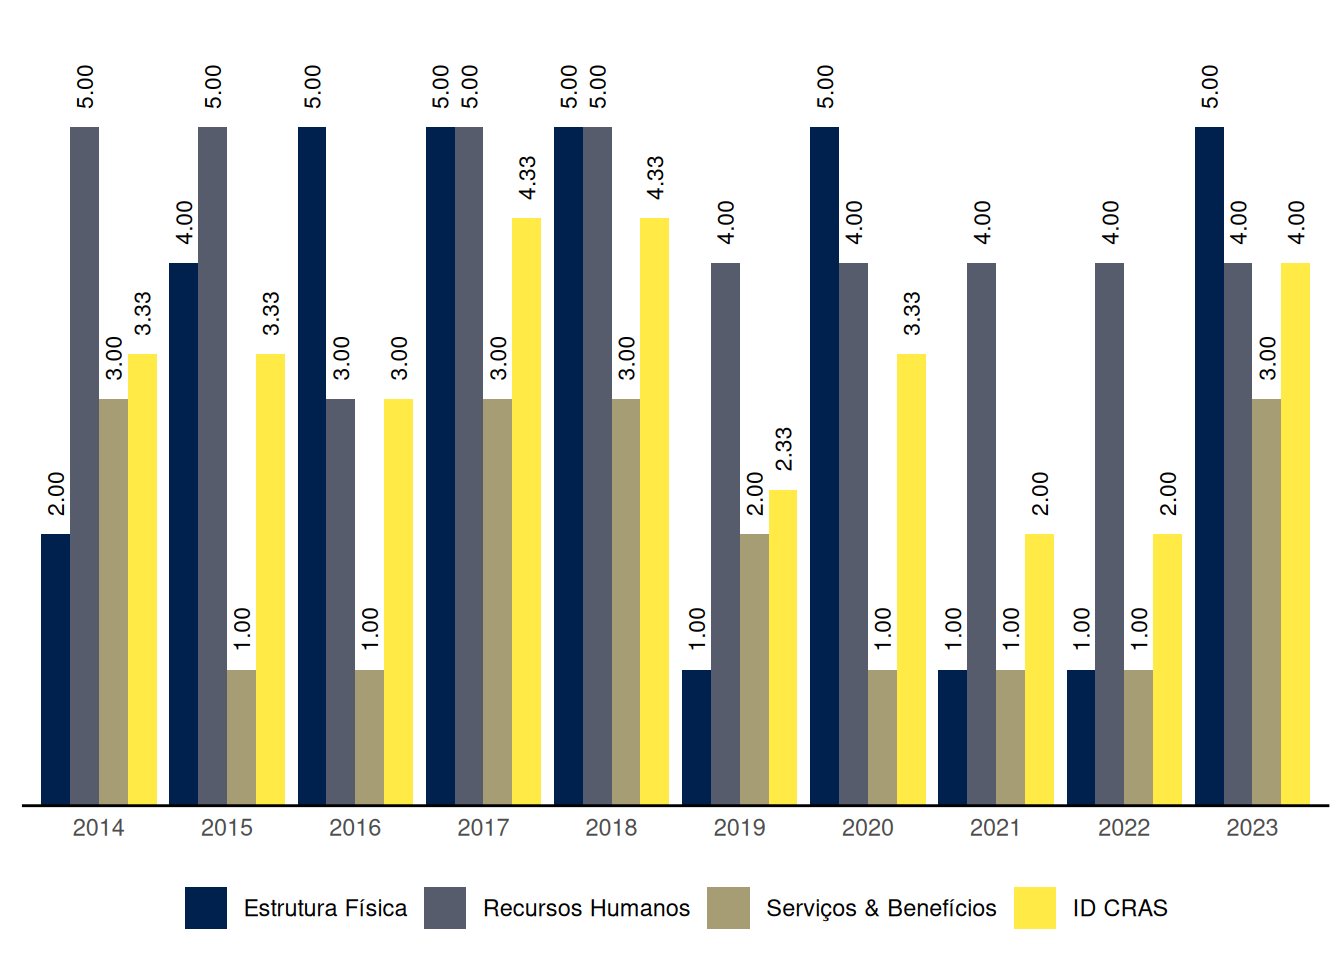 5.00 5.00 5.00 5.00 5.00 5.00 5.00 5.00 5.00
4.33 4.33
4.00 4.00 4.00 4.00 4.00 4.00 4.00
3.33 3.33 3.33
3.00 3.00 3.00 3.00 3.00 3.00
2.33
2.00 2.00 2.00 2.00
1.00 1.00 1.00 1.00 1.00 1.00 1.00 1.00
2014 2015 2016 2017 2018 2019 2020 2021 2022 2023
Estrutura Física Recursos Humanos Serviços & Benefícios ID CRAS